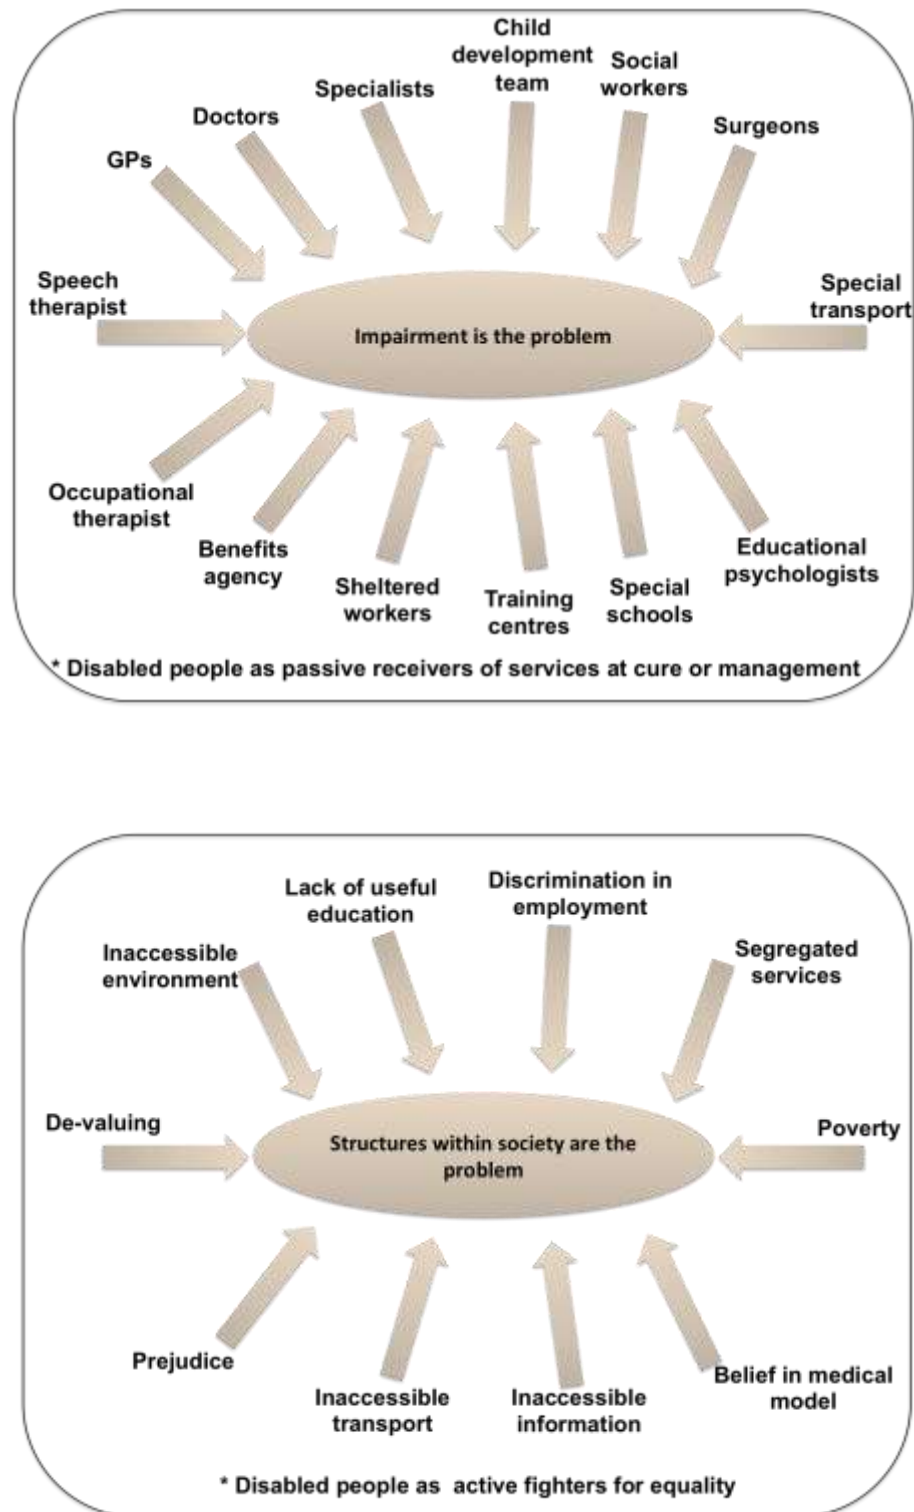 Child
development
team
Social
workers
Specialists
Doctors
Surgeons
GPs
Speech
therapist
Special
transport
Impairment is the problem
Occupational
therapist
Benefits
agency
Sheltered
workers
Training
centres
Special
schools
Educational
psychologists
* Disabled people as passive receivers of services at cure or management
Lack of useful
education
Discrimination in
employment
Inaccessible
environment
Segregated
services
De-valuing
Poverty
Structures within society are the
problem
Prejudice
Inaccessible
transport
Inaccessible
information
Belief in medical
model
* Disabled people as active fighters for equality